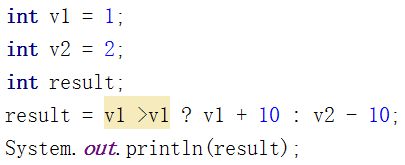 int v1 = 1;
int v2 = 2;
int result;
result = v1 >v1 ? v1 + 10 : v2 - 10;
System.out.println(result);